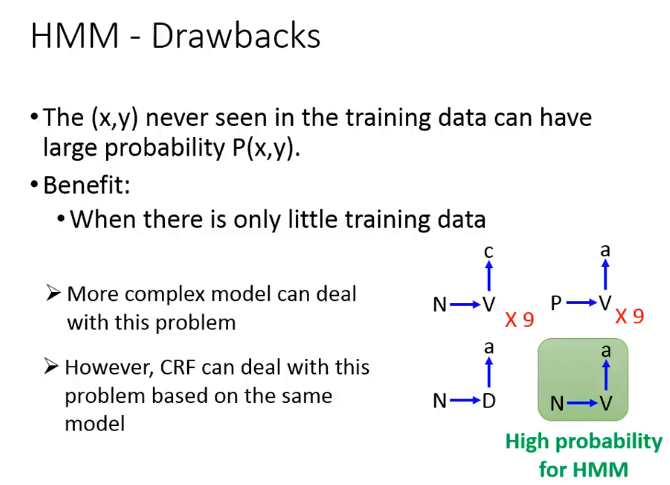 HMM - Drawbacks
•The (x,y) never seen in the training data can have
large probability P(x,y).
•Benefit:
•When there is only little training data
➤ More complex model can deal
with this problem
➤ However, CRF can deal with this
problem based on the same
model
c
N V
X 9
a
P V
X 9
a
N D
a
N V
High probability
for HMM